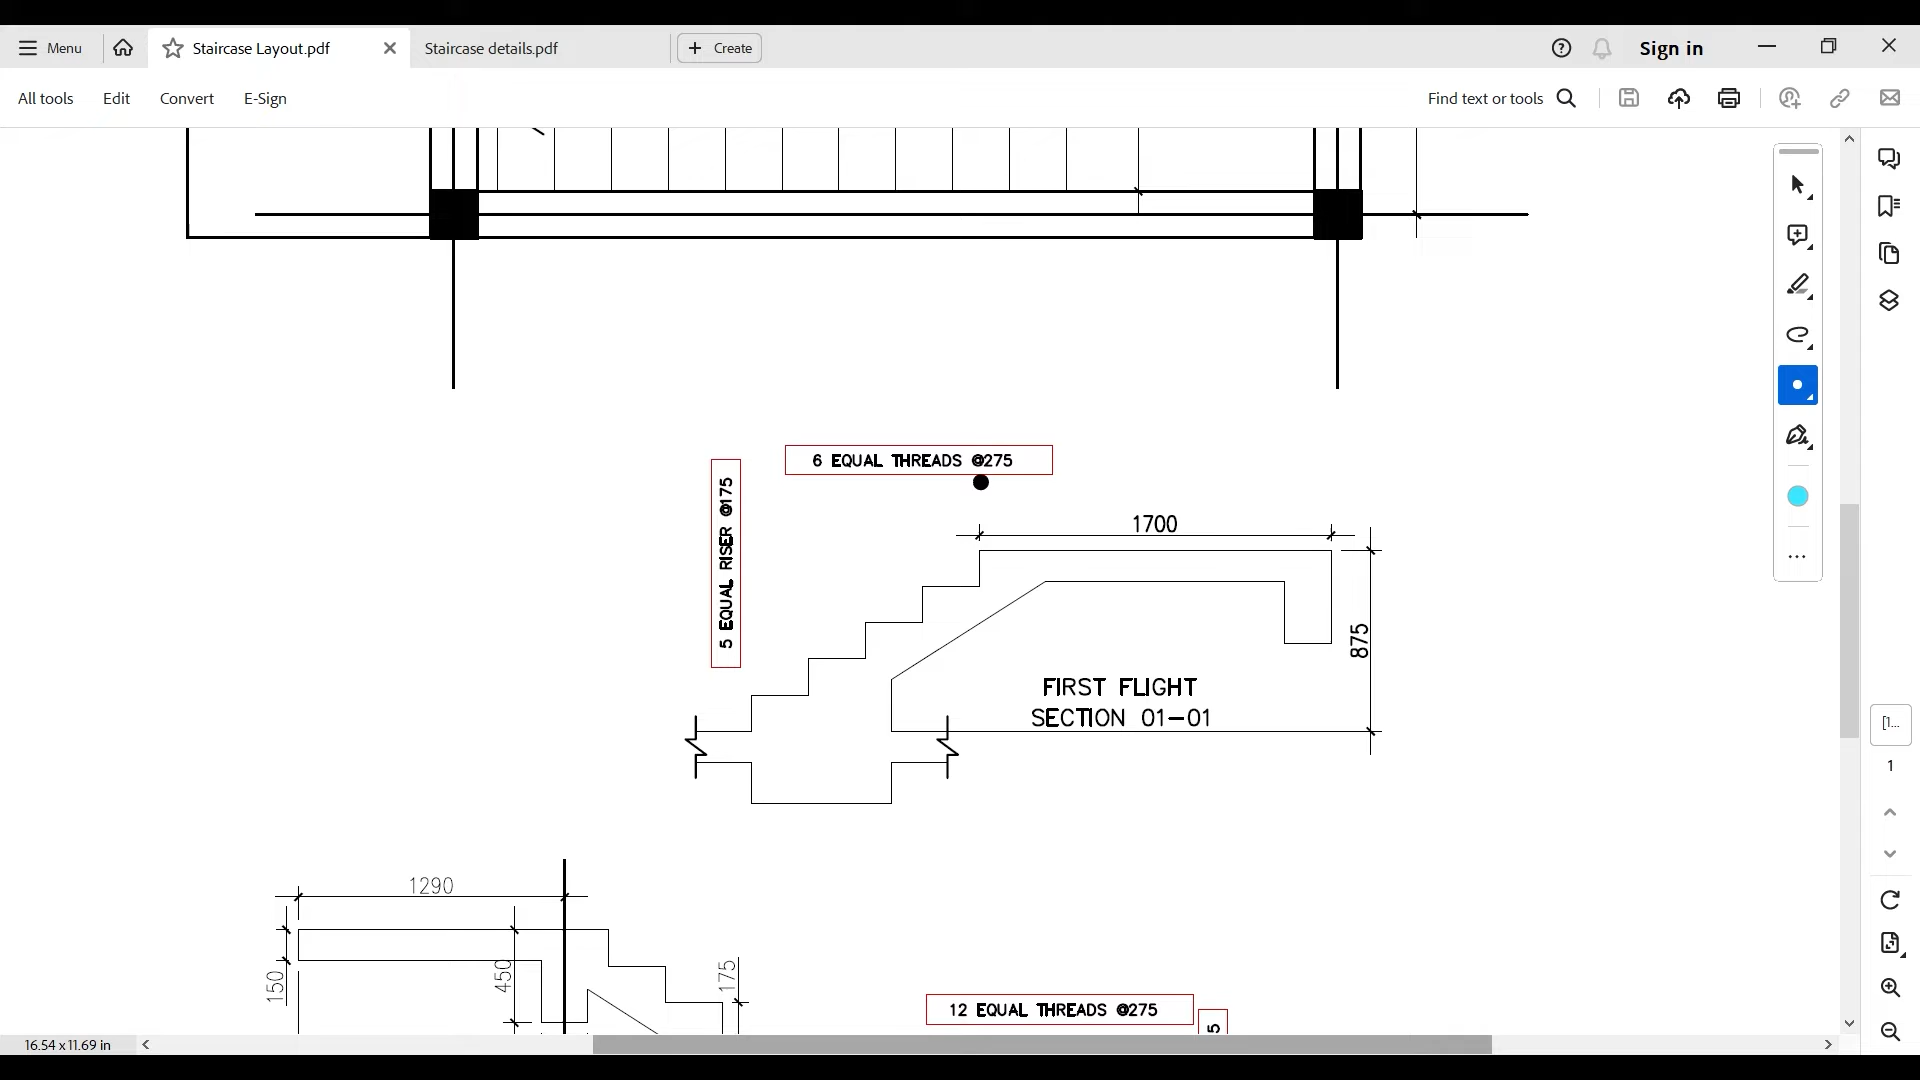 Menu
Staircase Layout.pdf
Staircase details.pdf
Create
Sign in
All tools
Edit
Convert
E-Sign
Find text or tools
6 EQUAL THREADS @275
5 EQUAL RISER @175
1700
875
FIRST FLIGHT
SECTION 01-01
[1...
1
1290
150
450
175
12 EQUAL THREADS @275
5
16.54 x 11.69 in